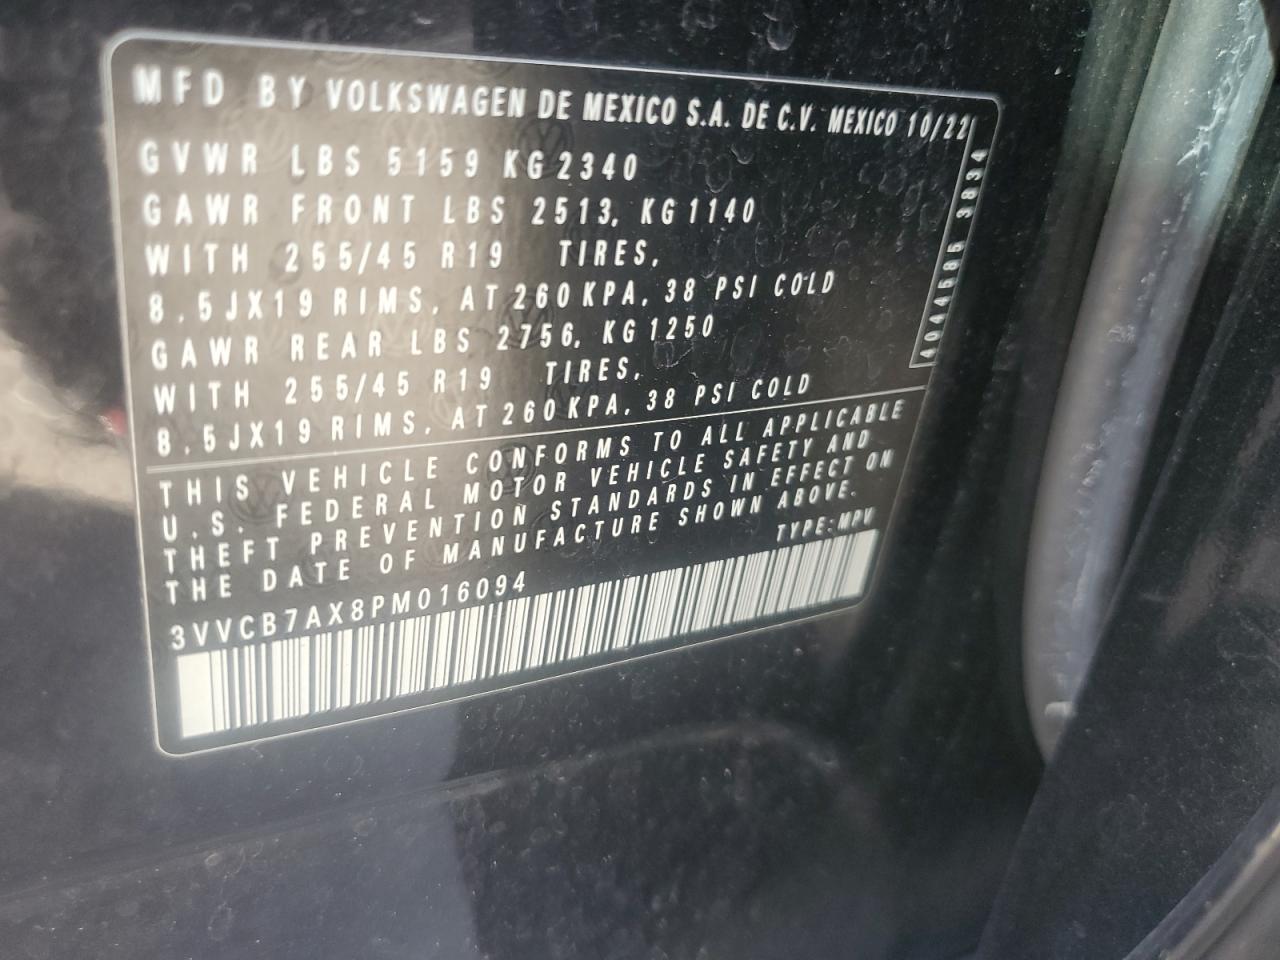 MFD BY VOLKSWAGEN DE MEXICO S.A. DE C.V. MEXICO 10/22
GVWR LBS 5159 KG 2340
GAWR FRONT LBS 2513, KG 1140
WITH 255/45 R19 TIRES,
8.5JX19 RIMS, AT 260 KPA, 38 PSI COLD
GAWR REAR LBS 2756, KG 1250
WITH 255/45 R19 TIRES,
8.5JX19 RIMS, AT 260 KPA, 38 PSI COLD
THIS VEHICLE CONFORMS TO ALL APPLICABLE
U.S. FEDERAL MOTOR VEHICLE SAFETY AND
THEFT PREVENTION STANDARDS IN EFFECT ON
THE DATE OF MANUFACTURE SHOWN ABOVE.
TYPE:MPV
3VVCB7AX8PM016094
4044585 3834